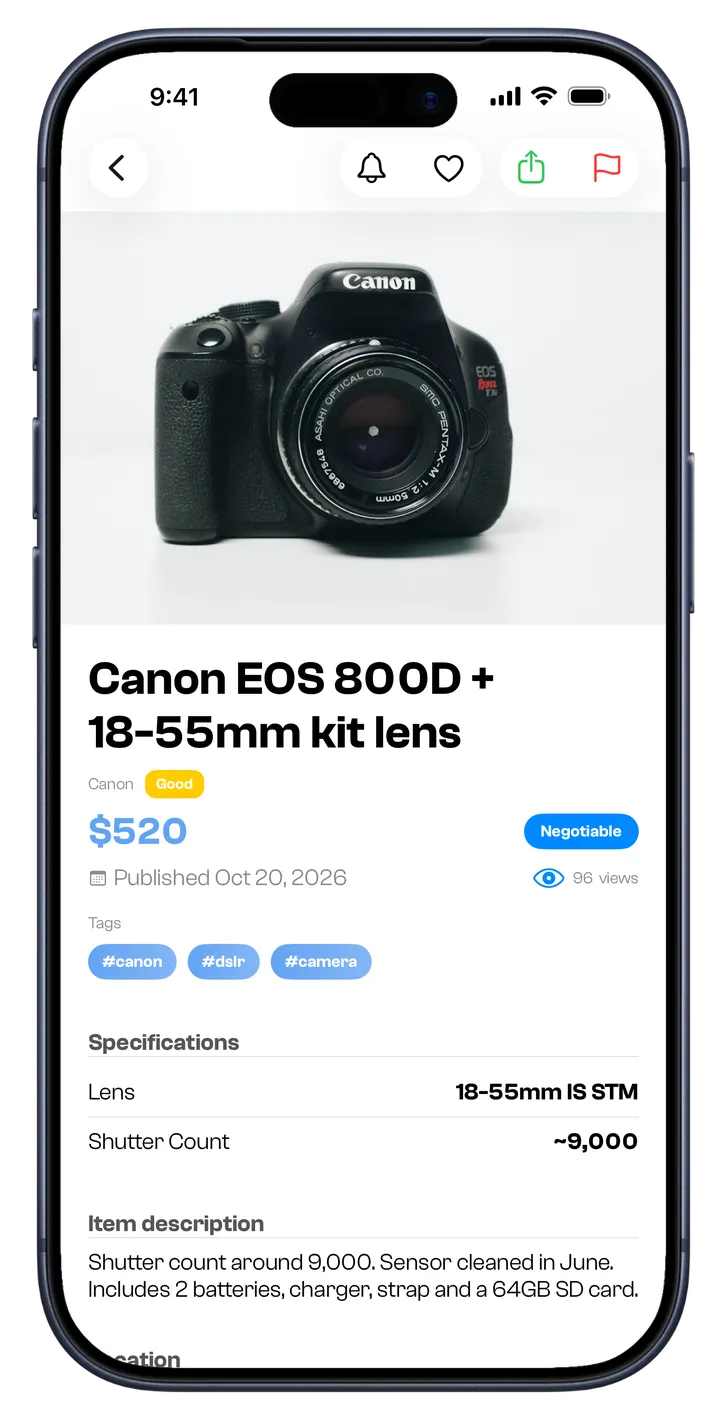 9:41
Canon
EOS
REBEL
T3i
ASAHI OPTICAL CO.
SMC PENTAX-M 1:2 50mm
6867548
Canon EOS 800D +
18-55mm kit lens
Canon Good
$520 Negotiable
Published Oct 20, 2026 96 views
Tags
#canon #dslr #camera
Specifications
Lens 18-55mm IS STM
Shutter Count ~9,000
Item description
Shutter count around 9,000. Sensor cleaned in June.
Includes 2 batteries, charger, strap and a 64GB SD card.